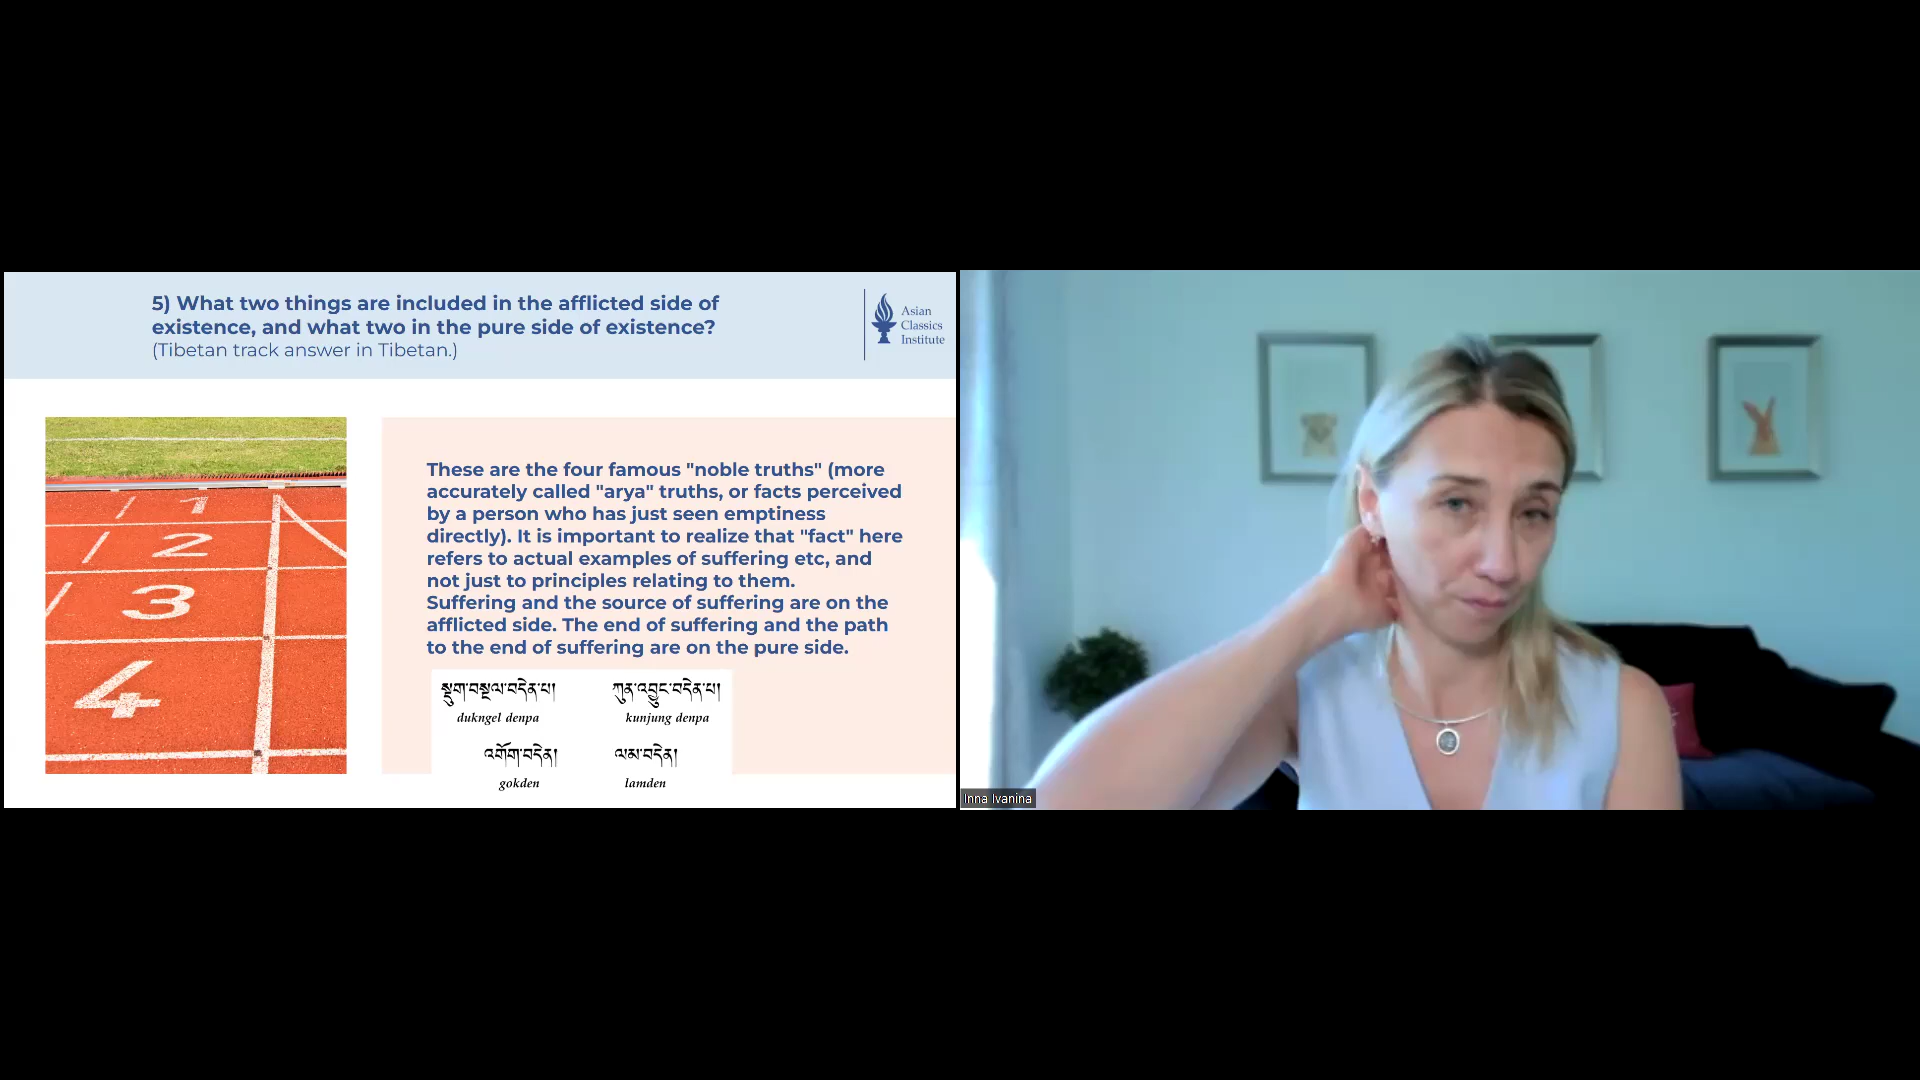 5) What two things are included in the afflicted side of
existence, and what two in the pure side of existence?
(Tibetan track answer in Tibetan.)
Asian
Classics
Institute
1
2
3
4
These are the four famous "noble truths" (more
accurately called "arya" truths, or facts perceived
by a person who has just seen emptiness
directly). It is important to realize that "fact" here
refers to actual examples of suffering etc, and
not just to principles relating to them.
Suffering and the source of suffering are on the
afflicted side. The end of suffering and the path
to the end of suffering are on the pure side.
སྡུག་བསྔལ་བདེན་པ། ཀུན་འབྱུང་བདེན་པ།
dukngel denpa kunjung denpa
འགོག་བདེན། ལམ་བདེན།
gokden lamden
Inna Ivanina